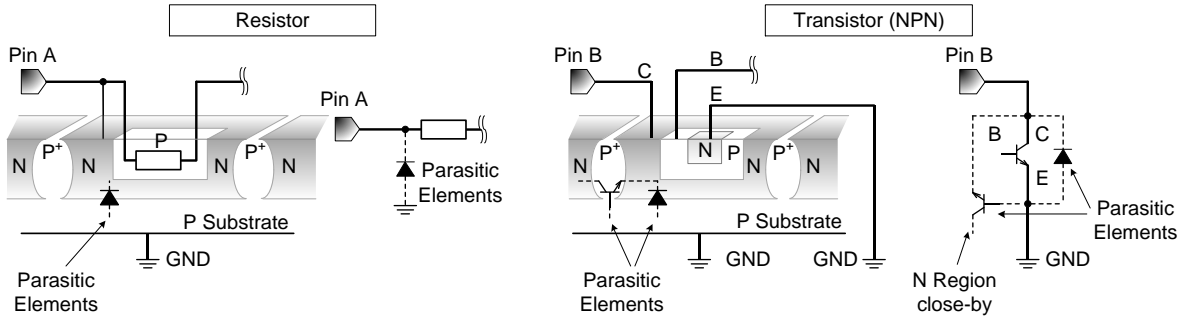 Resistor
Transistor (NPN)
Pin A
Pin B
Pin B
C
B
E
Pin A
N
P+
N
P
N
P+
N
Parasitic
Elements
N
P+
N
N
P
N
P+
N
B
C
E
P Substrate
GND
Parasitic
Elements
P Substrate
GND
GND
Parasitic
Elements
Parasitic
Elements
N Region
close-by